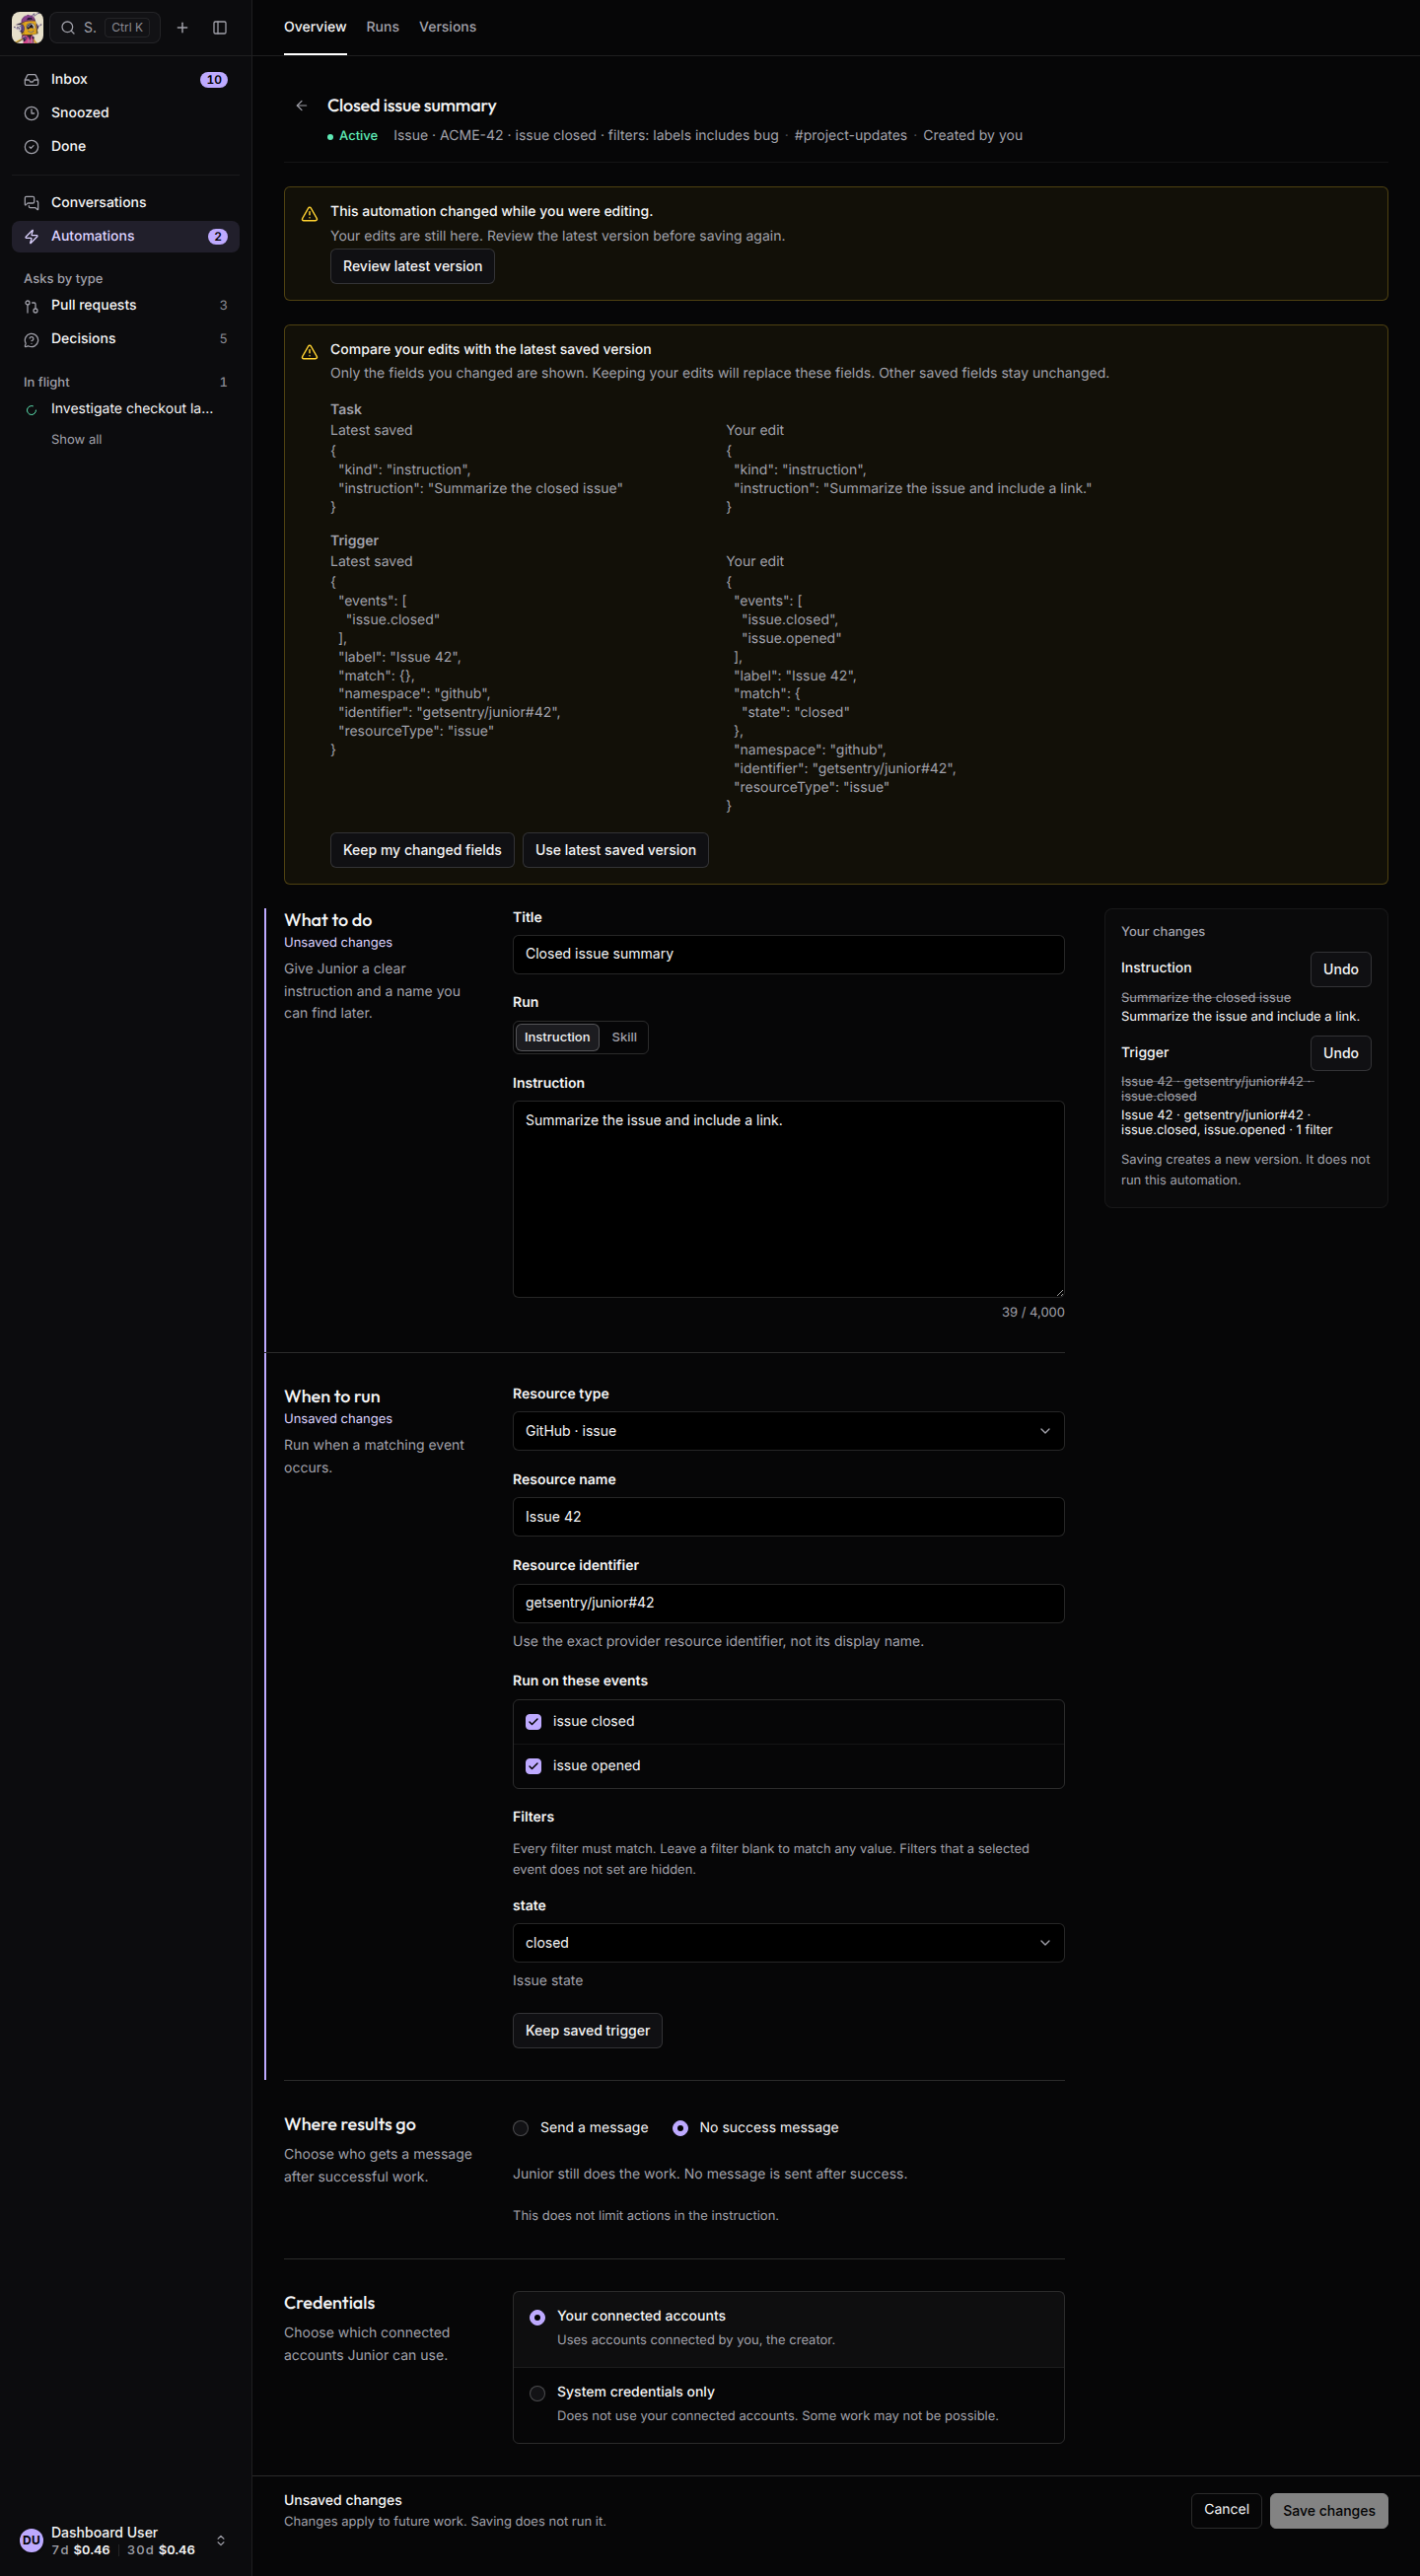 S. Ctrl K
Inbox 10
Snoozed
Done
Conversations
Automations 2
Asks by type
Pull requests 3
Decisions 5
In flight 1
Investigate checkout la...
Show all
Overview Runs Versions
Closed issue summary
Active Issue · ACME-42 · issue closed · filters: labels includes bug · #project-updates · Created by you
This automation changed while you were editing.
Your edits are still here. Review the latest version before saving again.
Review latest version
Compare your edits with the latest saved version
Only the fields you changed are shown. Keeping your edits will replace these fields. Other saved fields stay unchanged.
Task
Latest saved
{
"kind": "instruction",
"instruction": "Summarize the closed issue"
}
Your edit
{
"kind": "instruction",
"instruction": "Summarize the issue and include a link."
}
Trigger
Latest saved
{
"events": [
"issue.closed"
],
"label": "Issue 42",
"match": {},
"namespace": "github",
"identifier": "getsentry/junior#42",
"resourceType": "issue"
}
Your edit
{
"events": [
"issue.closed",
"issue.opened"
],
"label": "Issue 42",
"match": {
"state": "closed"
},
"namespace": "github",
"identifier": "getsentry/junior#42",
"resourceType": "issue"
}
Keep my changed fields Use latest saved version
What to do
Unsaved changes
Give Junior a clear
instruction and a name you
can find later.
Title
Closed issue summary
Run
Instruction Skill
Instruction
Summarize the issue and include a link.
39 / 4,000
Your changes
Instruction Undo
Summarize the closed issue
Summarize the issue and include a link.
Trigger Undo
Issue 42 · getsentry/junior#42 ·
issue.closed
Issue 42 · getsentry/junior#42 ·
issue.closed, issue.opened · 1 filter
Saving creates a new version. It does not
run this automation.
When to run
Unsaved changes
Run when a matching event
occurs.
Resource type
GitHub · issue
Resource name
Issue 42
Resource identifier
getsentry/junior#42
Use the exact provider resource identifier, not its display name.
Run on these events
issue closed
issue opened
Filters
Every filter must match. Leave a filter blank to match any value. Filters that a selected
event does not set are hidden.
state
closed
Issue state
Keep saved trigger
Where results go
Choose who gets a message
after successful work.
Send a message No success message
Junior still does the work. No message is sent after success.
This does not limit actions in the instruction.
Credentials
Choose which connected
accounts Junior can use.
Your connected accounts
Uses accounts connected by you, the creator.
System credentials only
Does not use your connected accounts. Some work may not be possible.
Unsaved changes
Changes apply to future work. Saving does not run it.
Cancel Save changes
DU Dashboard User
7d $0.46 30d $0.46